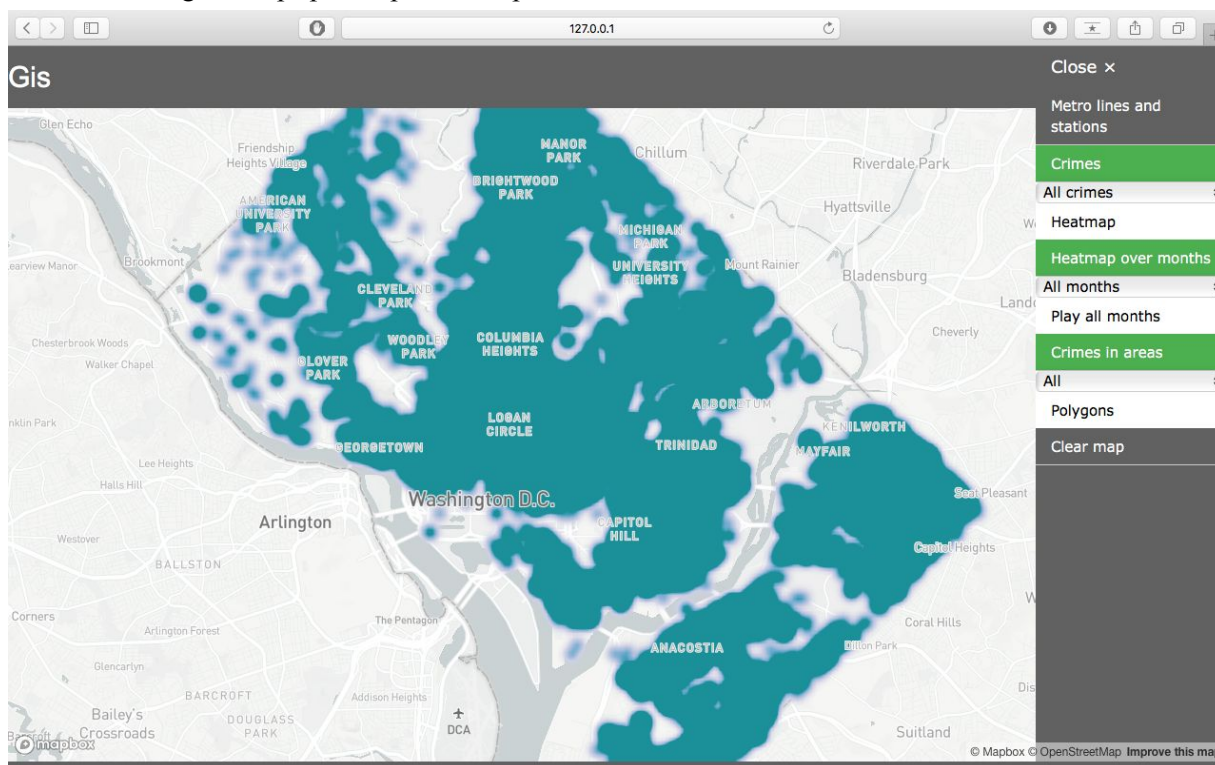 127.0.0.1
Gis
Close ×
Metro lines and
stations
Crimes
All crimes
Heatmap
Heatmap over months
All months
Play all months
Crimes in areas
All
Polygons
Clear map
Glen Echo
Friendship
Heights Village
MANOR
PARK
Chillum
Riverdale Park
BRIGHTWOOD
PARK
AMERICAN
UNIVERSITY
PARK
Hyattsville
MICHIGAN
PARK
UNIVERSITY
HEIGHTS
Mount Rainier
Brookmont
Bladensburg
CLEVELAND
PARK
Cheverly
Chesterbrook Woods
WOODLEY
PARK
COLUMBIA
HEIGHTS
Walker Chapel
GLOVER
PARK
ARBORETUM
LOGAN
CIRCLE
KENILWORTH
GEORGETOWN
TRINIDAD
MAYFAIR
Lee Heights
Halls Hill
Washington D.C.
Seat Pleasant
Arlington
CAPITOL
HILL
Westover
Capitol Heights
BALLSTON
Corners
The Pentagon
Coral Hills
Arlington Forest
ANACOSTIA
Dillon Park
Glencarlyn
BARCROFT
Addison Heights
Bailey's
Crossroads
DOUGLASS
PARK
DCA
Suitland
mapbox
© Mapbox © OpenStreetMap Improve this ma